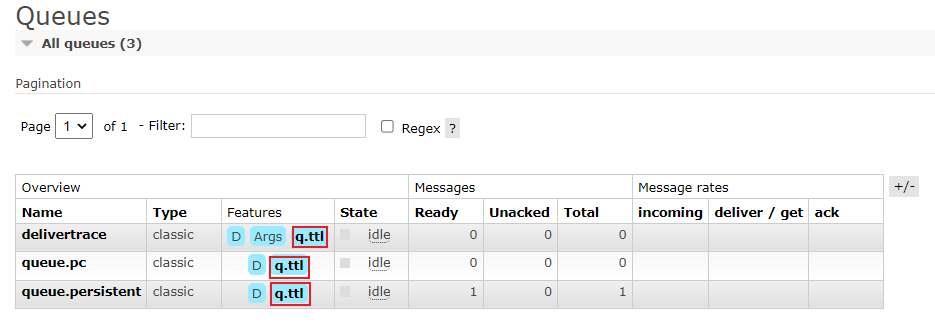 Queues
All queues (3)
Pagination
Page 1 of 1 - Filter: Regex ?
Overview Messages Message rates +/-
Name Type Features State Ready Unacked Total incoming deliver / get ack
delivertrace classic D Args q.ttl idle 0 0 0
queue.pc classic D q.ttl idle 0 0 0
queue.persistent classic D q.ttl idle 1 0 1